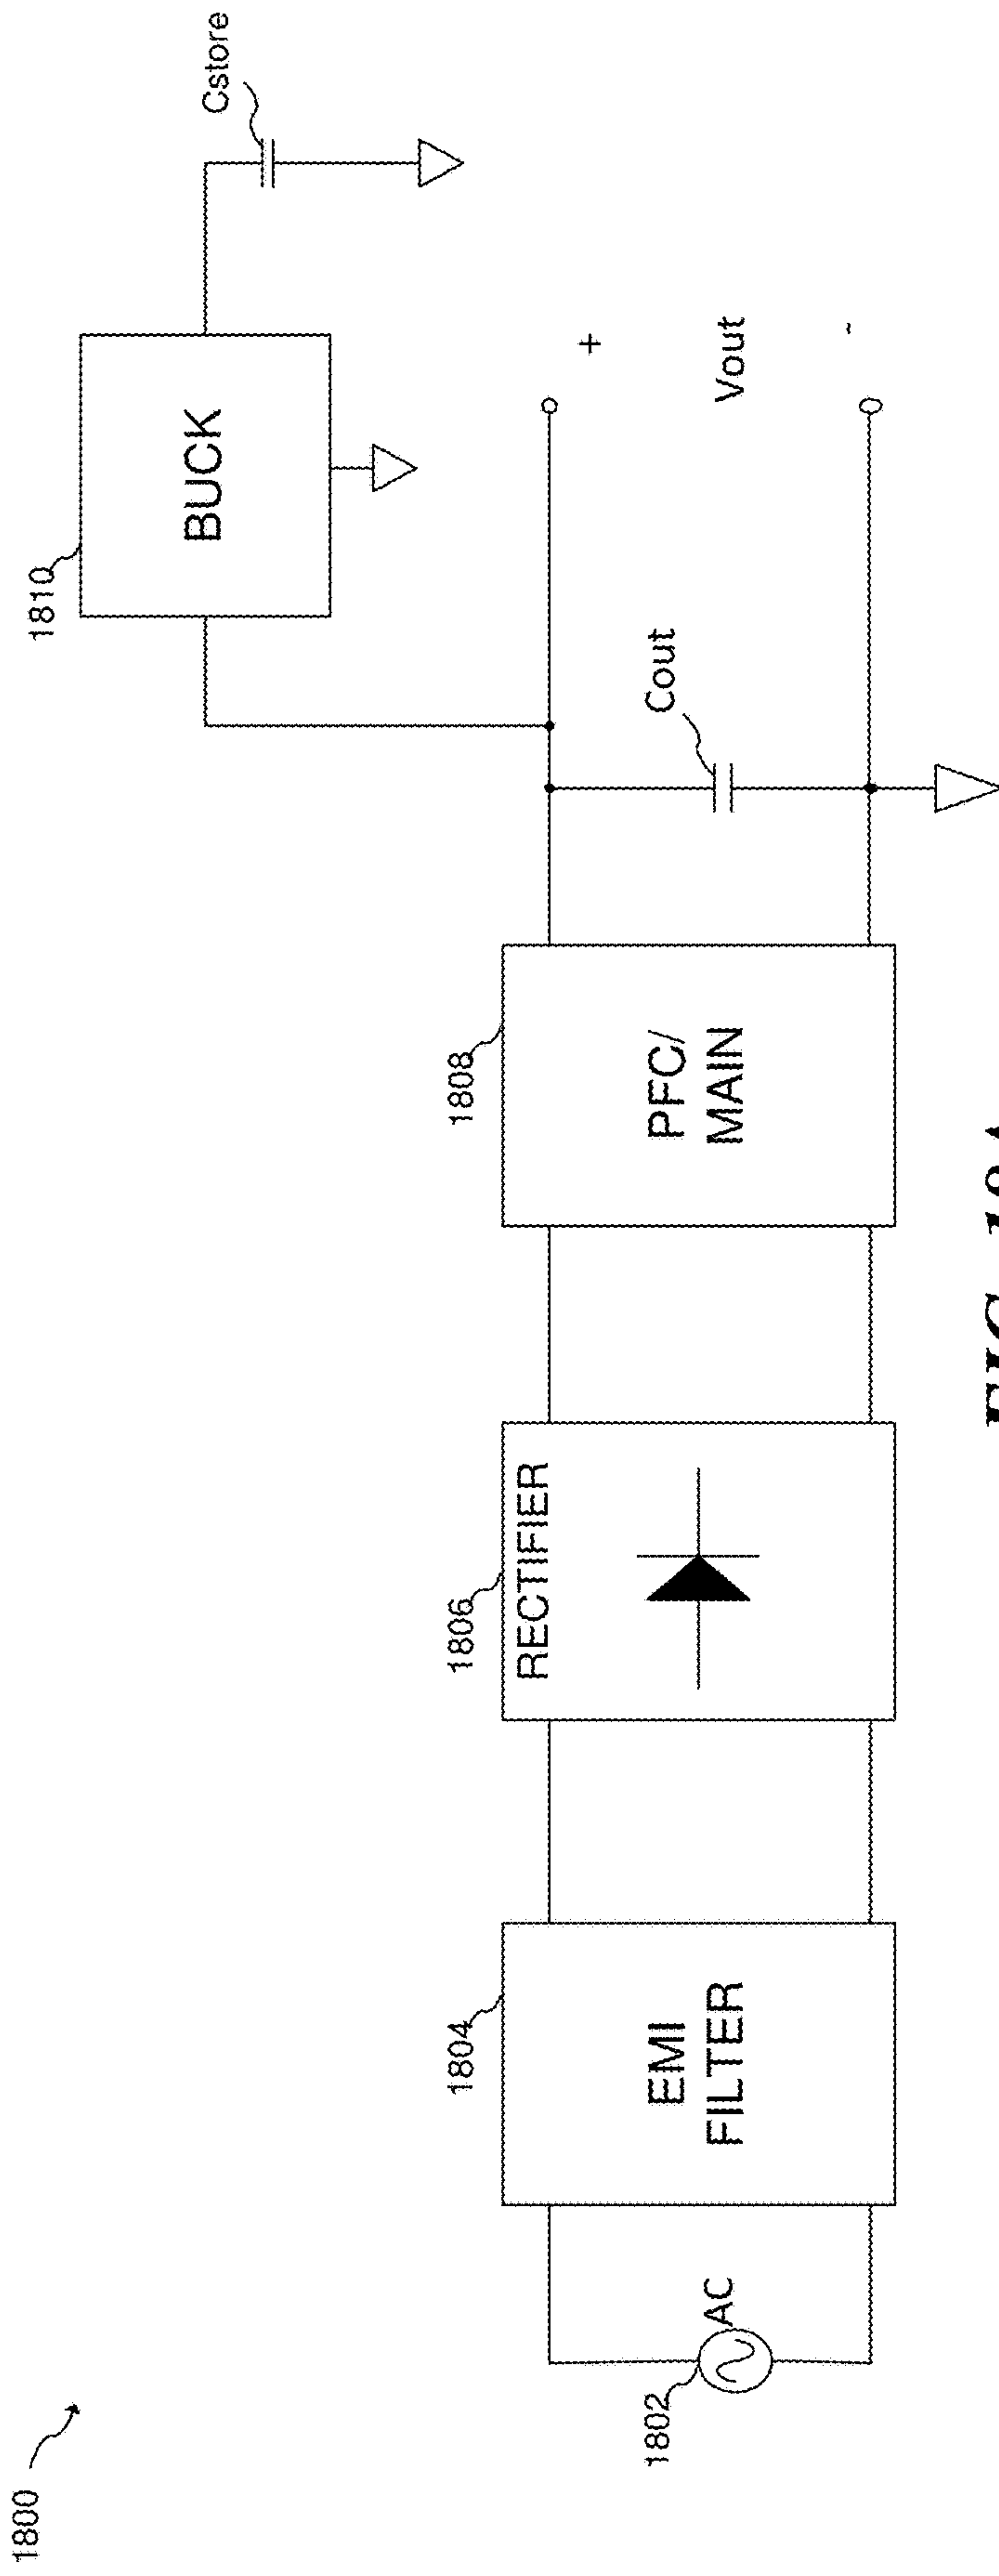 1800
1802
AC
1804
EMI
FILTER
1806
RECTIFIER
1808
PFC/
MAIN
Cout
1810
BUCK
Cstore
+
Vout
-